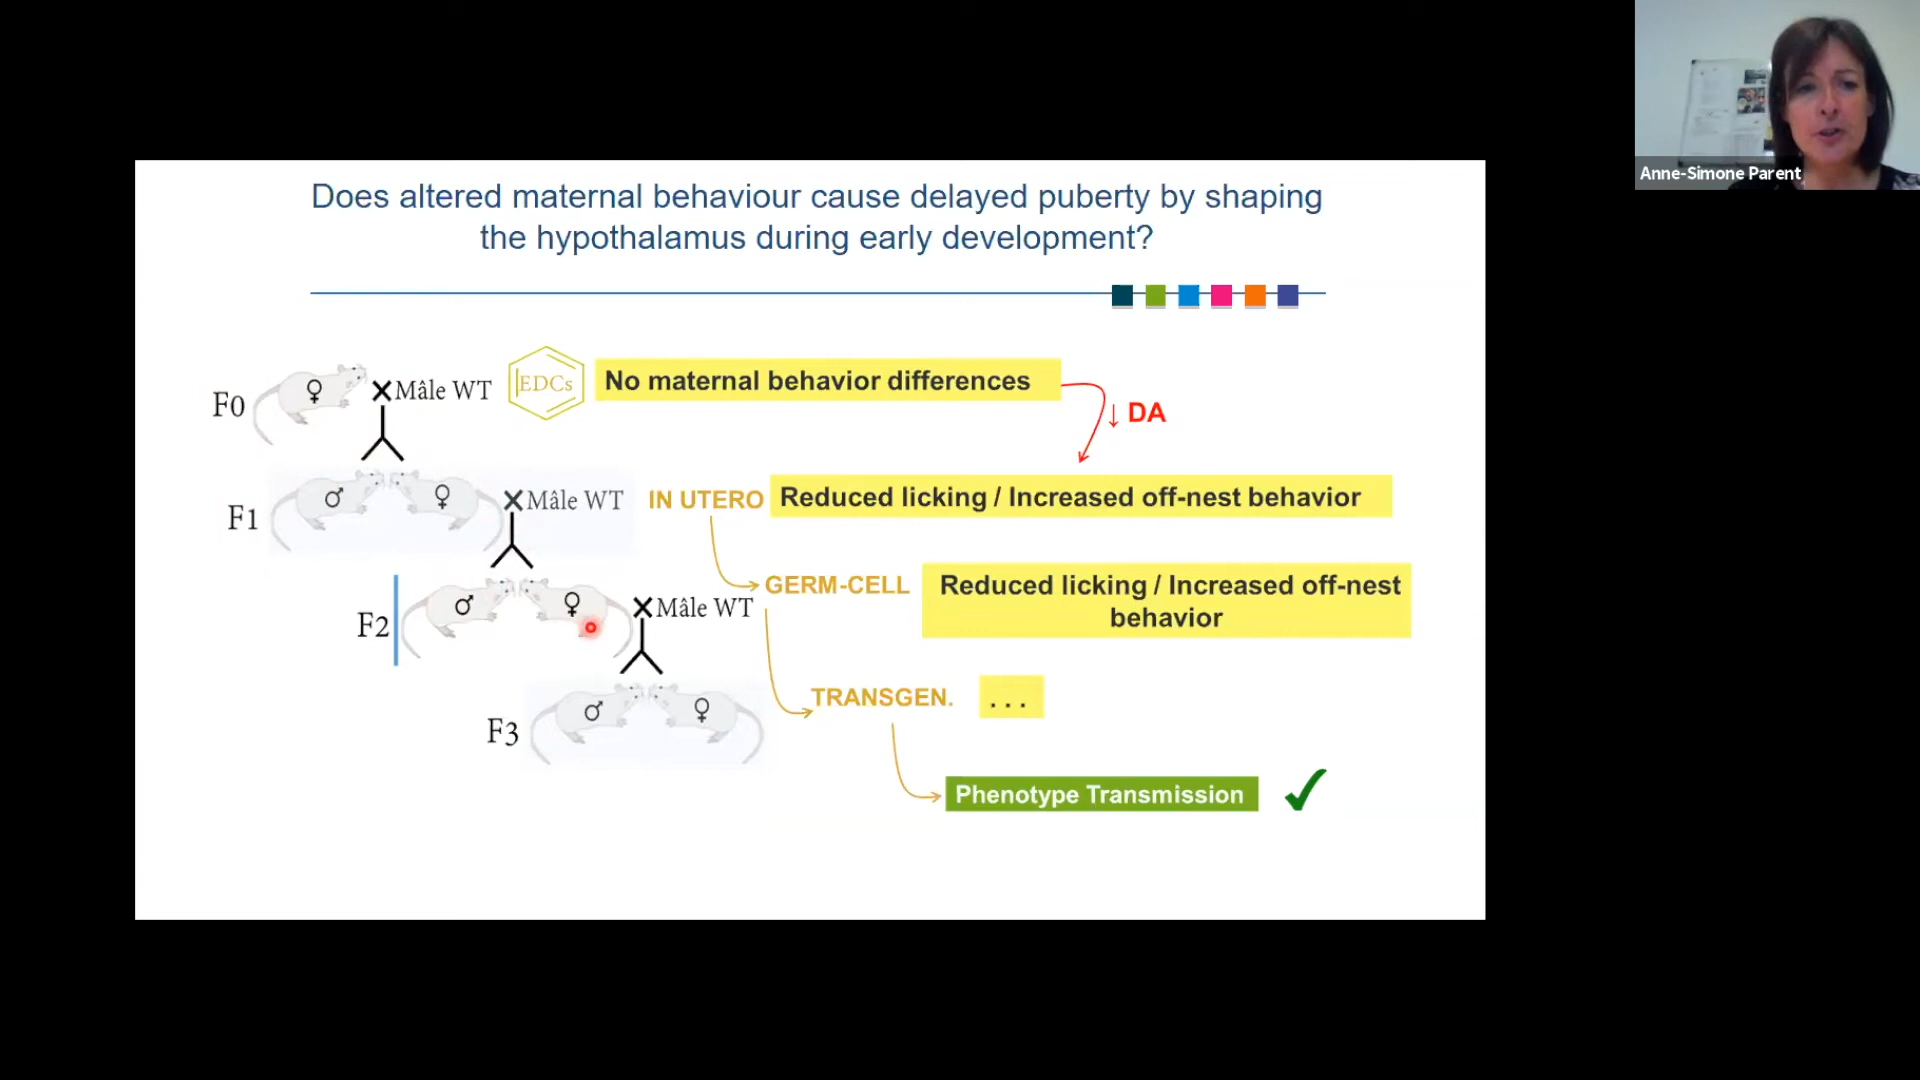 Anne-Simone Parent
Does altered maternal behaviour cause delayed puberty by shaping
the hypothalamus during early development?
F0
♀
Mâle WT
EDCs
No maternal behavior differences
↓ DA
F1
♂
♀
Mâle WT
IN UTERO
Reduced licking / Increased off-nest behavior
F2
♂
♀
Mâle WT
GERM-CELL
Reduced licking / Increased off-nest
behavior
F3
♂
♀
TRANSGEN.
...
Phenotype Transmission